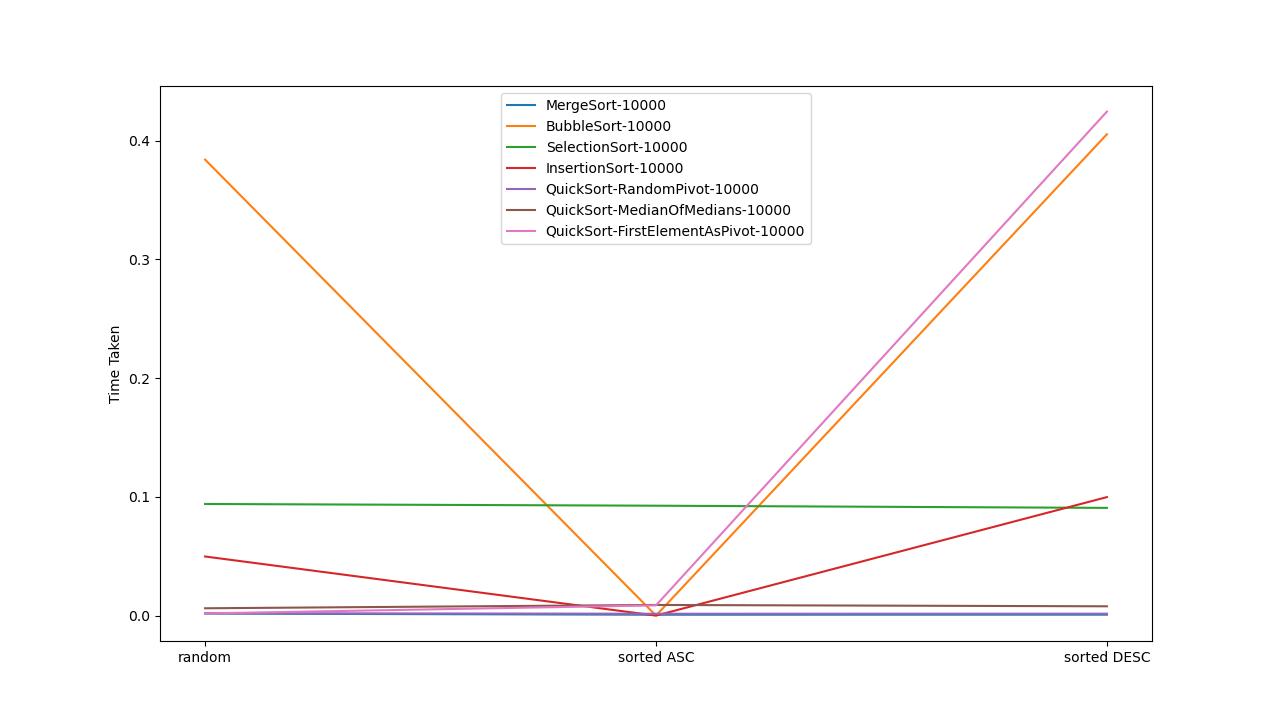 MergeSort-10000
BubbleSort-10000
SelectionSort-10000
InsertionSort-10000
QuickSort-RandomPivot-10000
QuickSort-MedianOfMedians-10000
QuickSort-FirstElementAsPivot-10000
Time Taken
0.4
0.3
0.2
0.1
0.0
random sorted ASC sorted DESC